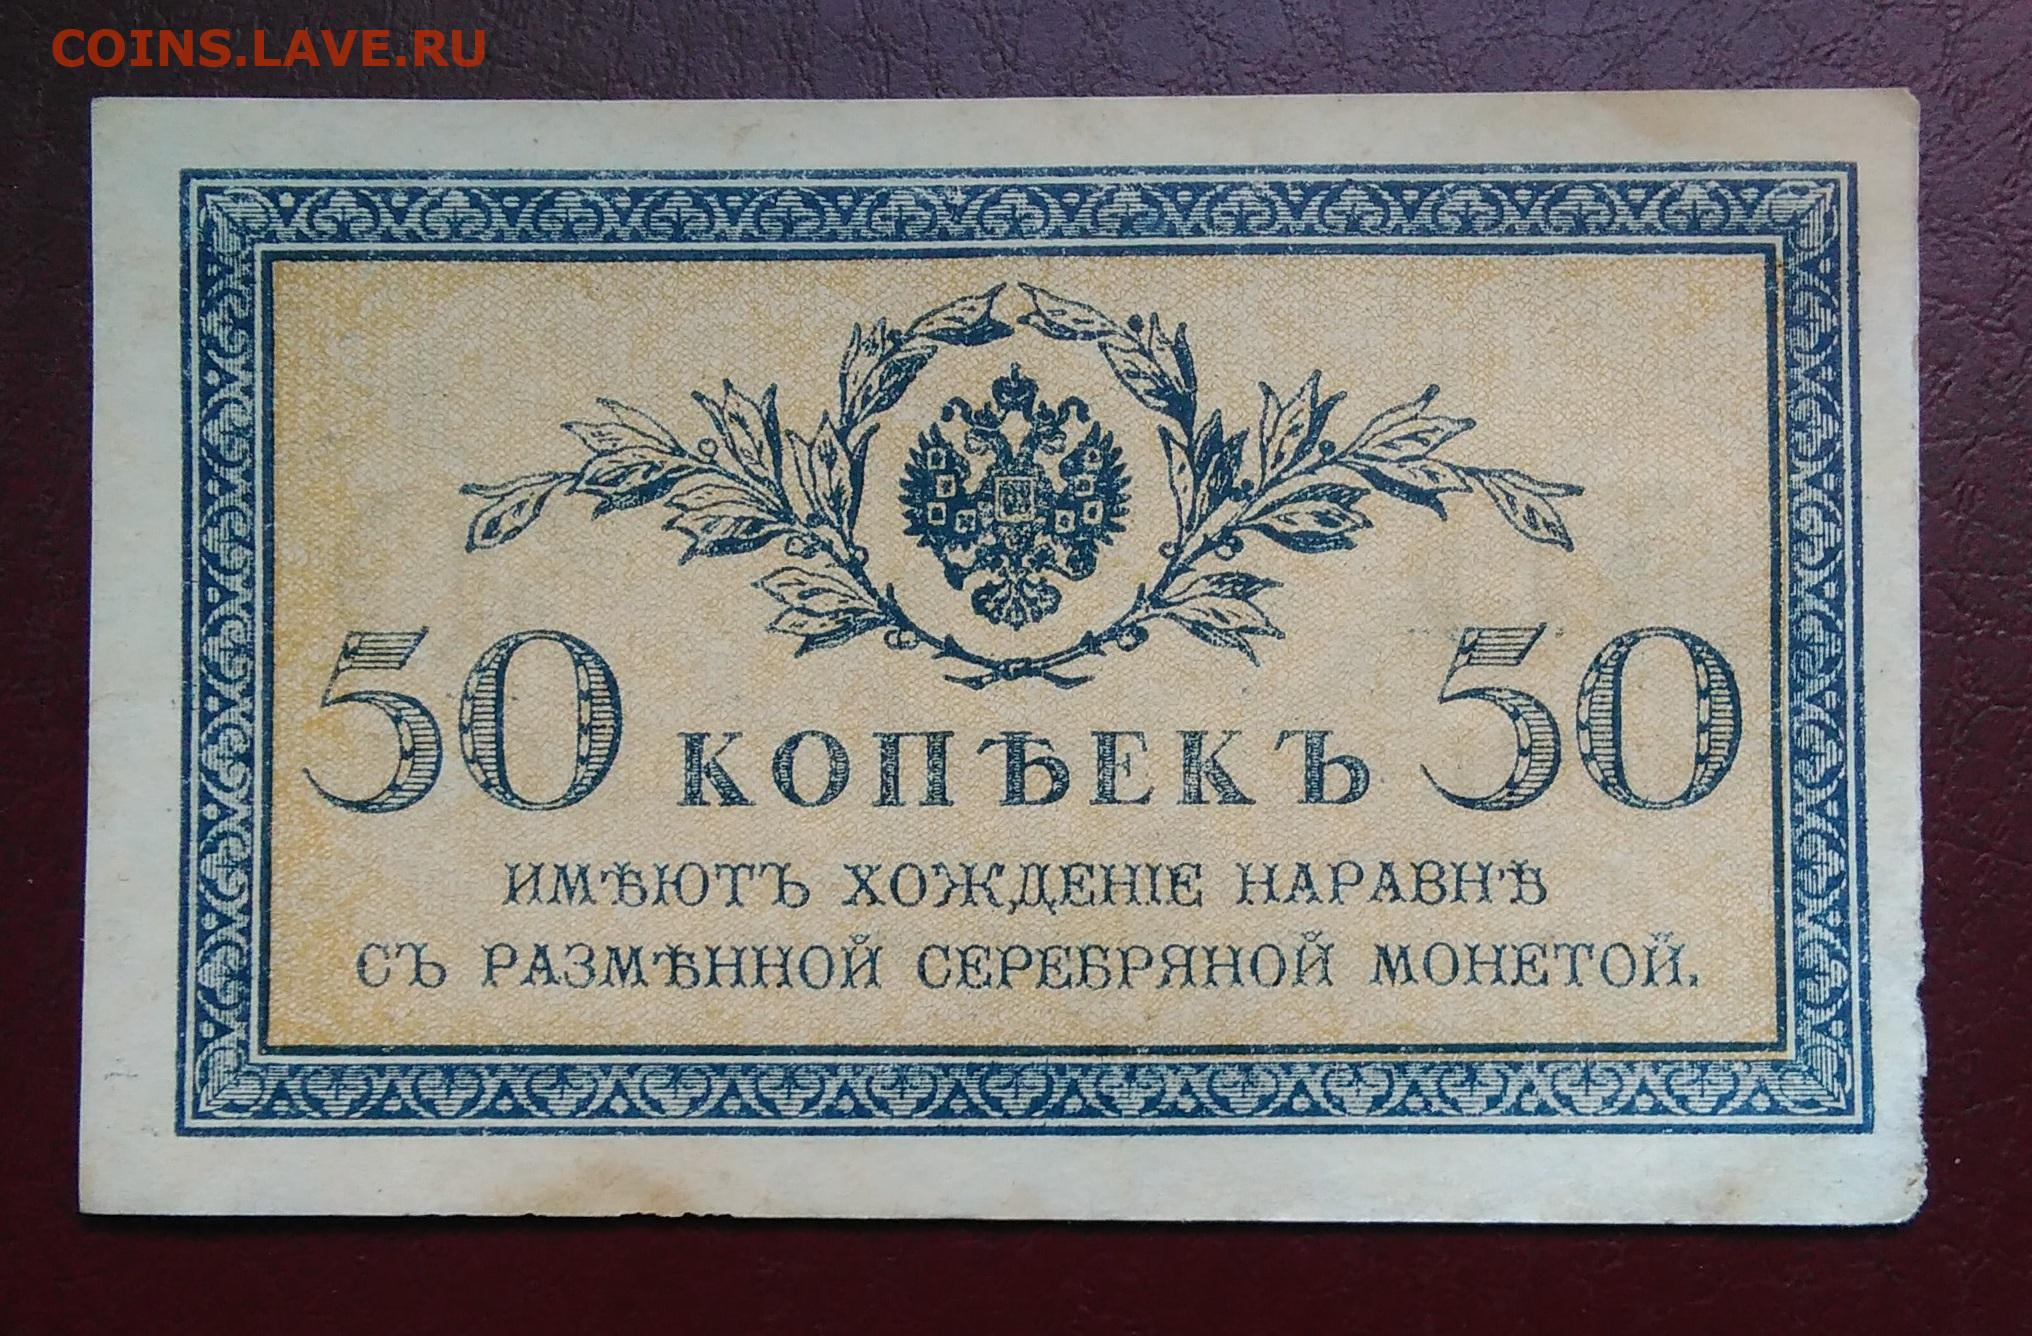 COINS.LAVE.RU
50 КОПѢЕКЪ 50
ИМѢЮТЪ ХОЖДЕНІЕ НАРАВНѢ
СЪ РАЗМѢННОЙ СЕРЕБРЯНОЙ МОНЕТОЙ.